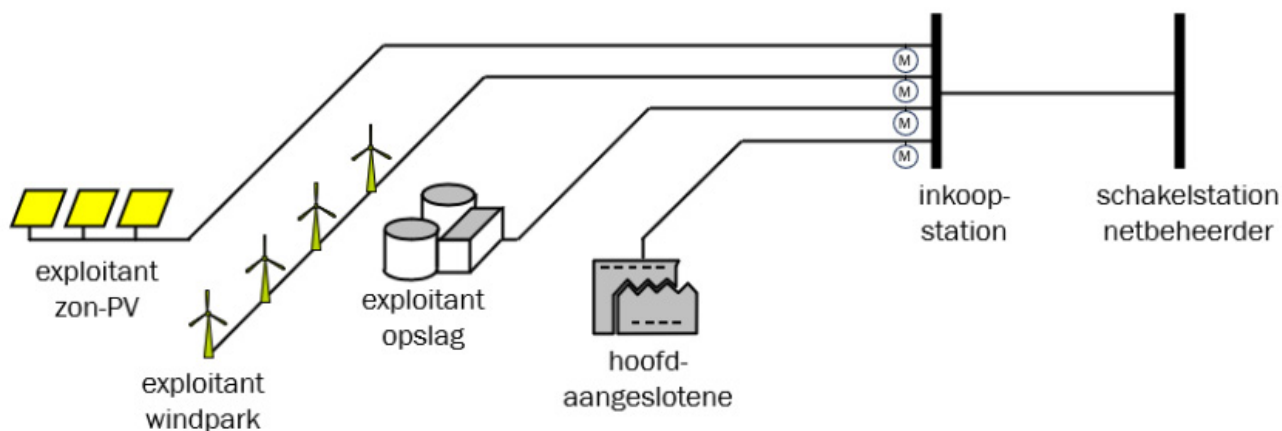 M
M
M
M
inkoop-
station
schakelstation
netbeheerder
exploitant
zon-PV
exploitant
windpark
exploitant
opslag
hoofd-
aangeslotene